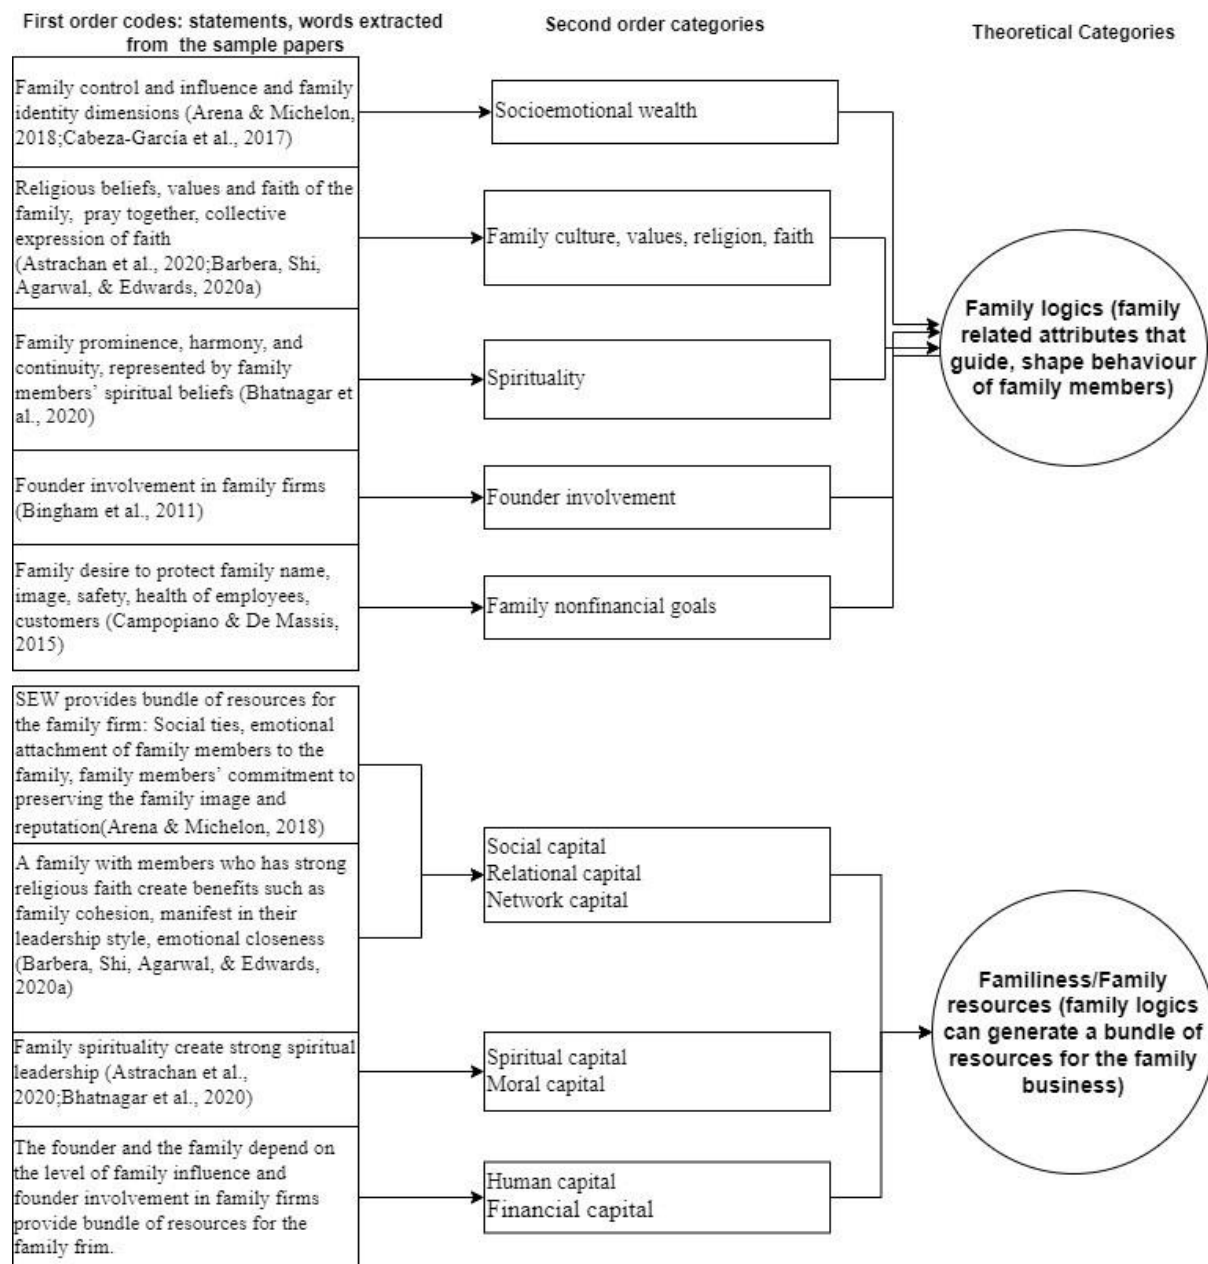 First order codes: statements, words extracted
from the sample papers
Second order categories
Theoretical Categories
Family control and influence and family
identity dimensions (Arena & Michelon,
2018;Cabeza-García et al., 2017)
Socioemotional wealth
Religious beliefs, values and faith of the
family, pray together, collective
expression of faith
(Astrachan et al., 2020;Barbera, Shi,
Agarwal, & Edwards, 2020a)
Family culture, values, religion, faith
Family prominence, harmony, and
continuity, represented by family
members’ spiritual beliefs (Bhatnagar et
al., 2020)
Spirituality
Founder involvement in family firms
(Bingham et al., 2011)
Founder involvement
Family desire to protect family name,
image, safety, health of employees,
customers (Campopiano & De Massis,
2015)
Family nonfinancial goals
Family logics (family
related attributes that
guide, shape behaviour
of family members)
SEW provides bundle of resources for
the family firm: Social ties, emotional
attachment of family members to the
family, family members’ commitment to
preserving the family image and
reputation(Arena & Michelon, 2018)
A family with members who has strong
religious faith create benefits such as
family cohesion, manifest in their
leadership style, emotional closeness
(Barbera, Shi, Agarwal, & Edwards,
2020a)
Social capital
Relational capital
Network capital
Family spirituality create strong spiritual
leadership (Astrachan et al.,
2020;Bhatnagar et al., 2020)
Spiritual capital
Moral capital
The founder and the family depend on
the level of family influence and
founder involvement in family firms
provide bundle of resources for the
family frim.
Human capital
Financial capital
Familiness/Family
resources (family logics
can generate a bundle of
resources for the family
business)